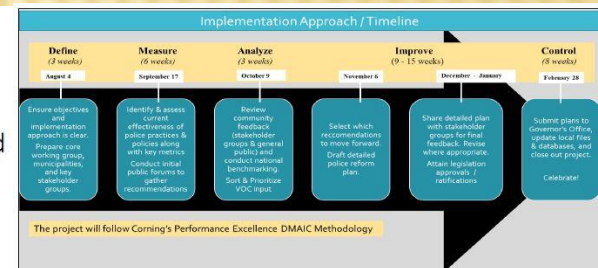 Implementation Approach / Timeline
Define
(3 weeks)
August 4
Measure
(6 weeks)
September 17
Analyze
(3 weeks)
October 9
Improve
(9 - 15 weeks)
November 6
December - January
Control
(8 weeks)
February 28
Ensure objectives
and
implementation
approach is clear.
Prepare core
working group,
municipalities,
and key
stakeholder
groups.
Identify & assess
current
effectiveness of
police practices &
policies along
with key metrics
Conduct initial
public forums to
gather
recommendations
Review
community
feedback
(stakeholder
groups & general
public) and
conduct national
benchmarking.
Sort & Prioritize
VOC input
Select which
reccomendations to
move forward.
Draft detailed
police reform
plan.
Share detailed plan
with stakeholder
groups for final
feedback. Revise
where appropriate.
Attain legislation
approvals /
ratifications
Submit plans to
Governor's Office,
update local files
& databases, and
close out project.
Celebrate!
The project will follow Corning's Performance Excellence DMAIC Methodology